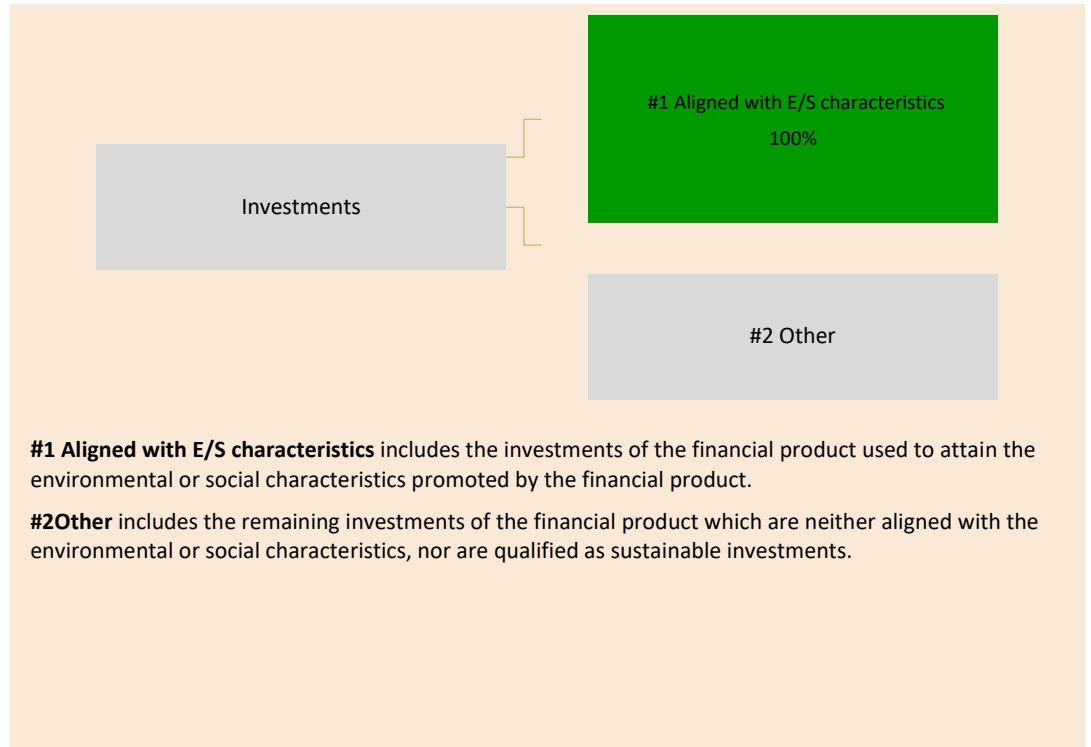 #1 Aligned with E/S characteristics
100%
Investments
#2 Other
#1 Aligned with E/S characteristics includes the investments of the financial product used to attain the
environmental or social characteristics promoted by the financial product.
#2Other includes the remaining investments of the financial product which are neither aligned with the
environmental or social characteristics, nor are qualified as sustainable investments.